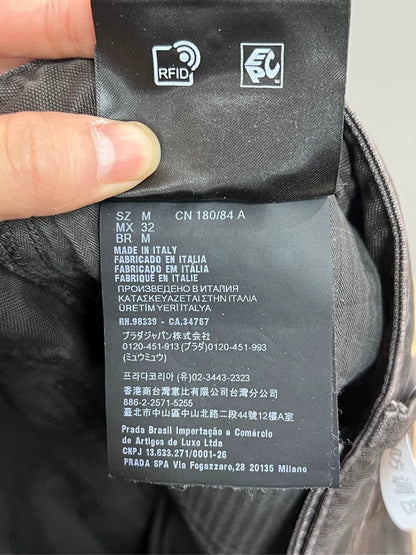 RFID
EPC
SZ M CN 180/84 A
MX 32
BR M
MADE IN ITALY
FABRICADO EN ITALIA
FABRICADO EM ITALIA
FABRIQUÉ EN ITALIE
ПРОИЗВЕДЕНО В ИТАЛИЯ
ΚΑΤΑΣΚΕΥΑΖΕΤΑΙ ΣΤΗΝ ΙΤΑΛΙΑ
ÜRETİM YERİ İTALYA
RN.98339 - CA.34767
プラダジャパン株式会社
0120-451-913 (プラダ) 0120-451-993
(ミュウミュウ)
프라다코리아 (유) 02-3443-2323
香港商台灣意比有限公司台灣分公司
886-2-2571-5255
臺北市中山區中山北路二段44號12樓A室
Prada Brasil Importação e Comércio
de Artigos de Luxo Ltda
CNPJ 13.633.271/0001-26
PRADA SPA Via Fogazzaro, 28 20135 Milano